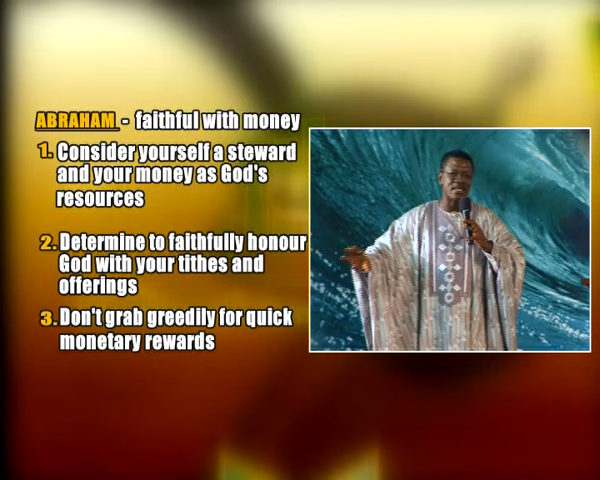 ABRAHAM - faithful with money
1. Consider yourself a steward
and your money as God's
resources
2. Determine to faithfully honour
God with your tithes and
offerings
3. Don't grab greedily for quick
monetary rewards